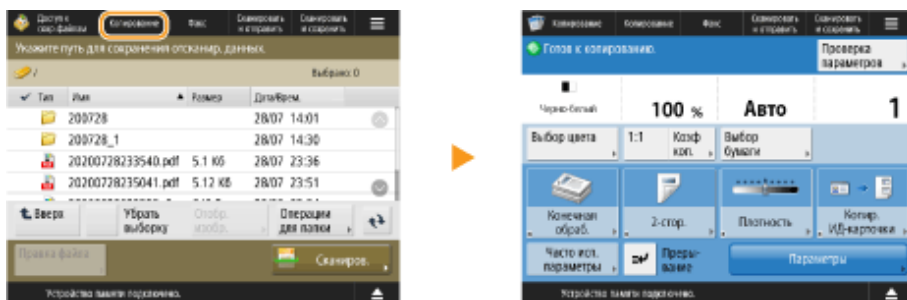 Доступ к
сохр.файлам
Копирование
Факс
Сканировать
и отправить
Сканировать
и сохранить
Укажите путь для сохранения отсканир. данных.
/
Выбрано: 0
Тип
Имя
Размер
Дата/Врем.
200728
28/07 14:01
200728_1
28/07 14:30
20200728233540.pdf
5.1 Кб
28/07 23:36
20200728235041.pdf
5.12 Кб
28/07 23:51
Вверх
Убрать
выборку
Отобр.
изобр.
Операции
для папки
Правка файла
Сканиров.
Устройство памяти подключено.
Копирование
Копирование
Факс
Сканировать
и отправить
Сканировать
и сохранить
Готов к копированию.
Проверка
параметров
Черно-белый
100 %
Авто
1
Выбор цвета
1:1
Коэф
коп.
Выбор
бумаги
Конечная
обраб.
2-стор.
Плотность
Копир.
ИД-карточки
Часто исп.
параметры
Преры-
вание
Параметры
Устройство памяти подключено.